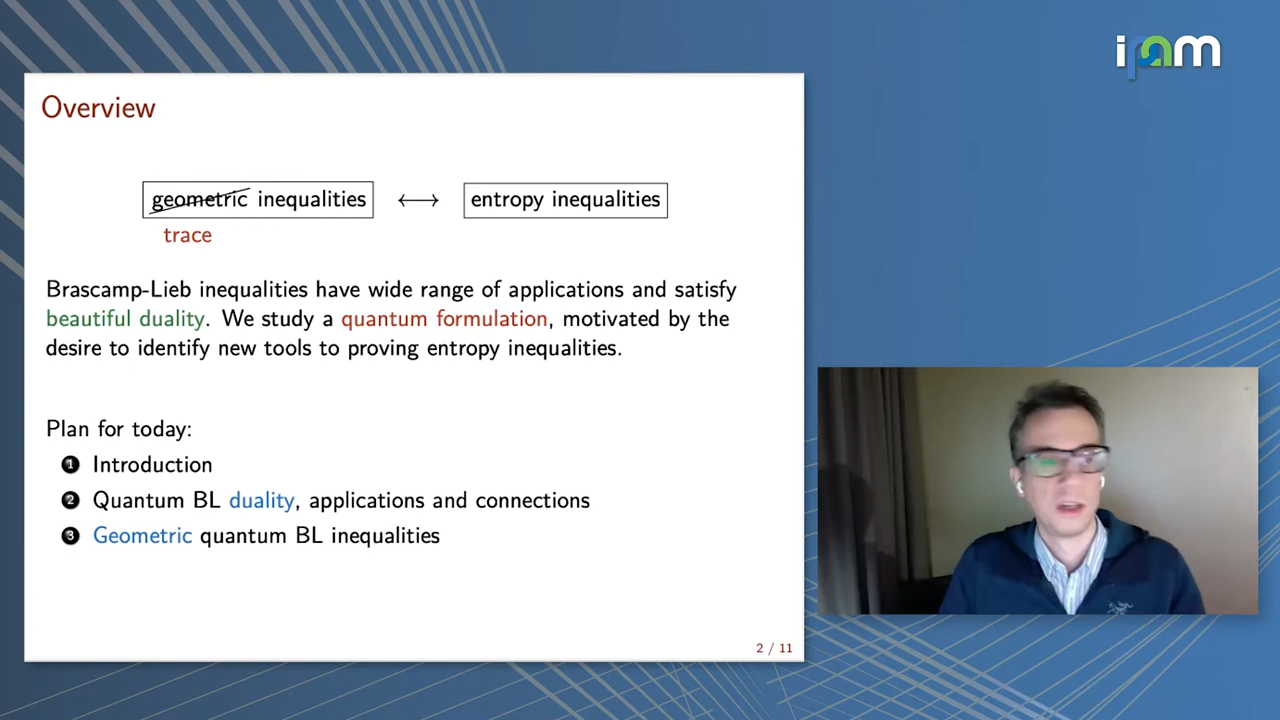 ipam
Overview
geometric inequalities ⟷ entropy inequalities
trace
Brascamp-Lieb inequalities have wide range of applications and satisfy
beautiful duality. We study a quantum formulation, motivated by the
desire to identify new tools to proving entropy inequalities.
Plan for today:
1 Introduction
2 Quantum BL duality, applications and connections
3 Geometric quantum BL inequalities
2 / 11